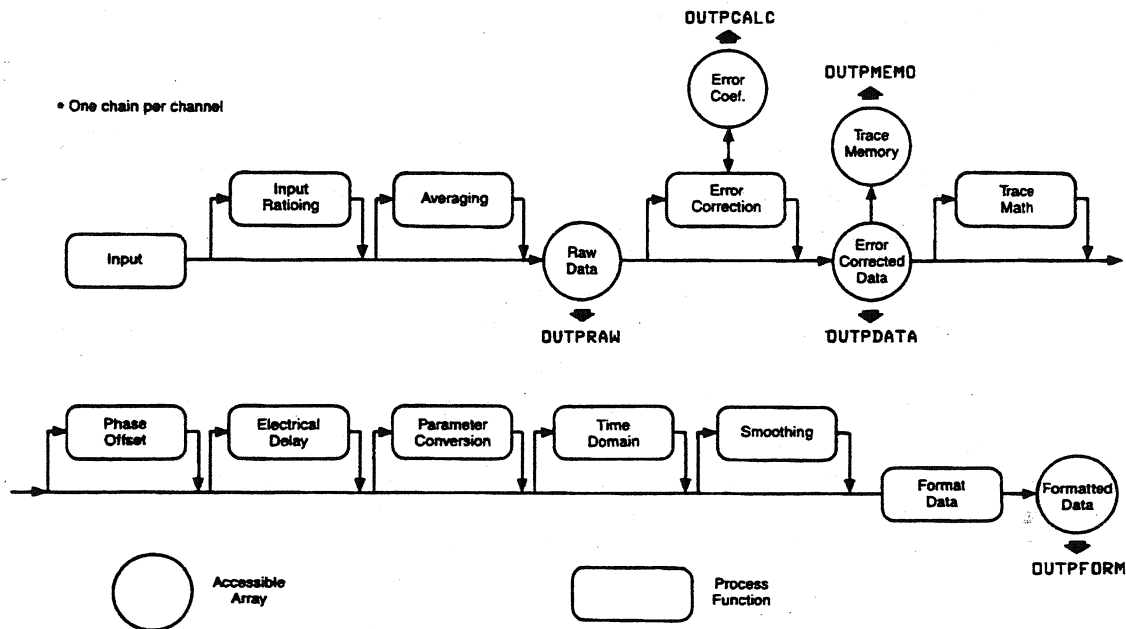 OUTPCALC
Error
Coef.
OUTPMEMO
Trace
Memory
• One chain per channel
Input
Ratioing
Averaging
Error
Correction
Trace
Math
Input
Raw
Data
Error
Corrected
Data
OUTPRAW
OUTPDATA
Phase
Offset
Electrical
Delay
Parameter
Conversion
Time
Domain
Smoothing
Format
Data
Formatted
Data
OUTPFORM
Accessible
Array
Process
Function